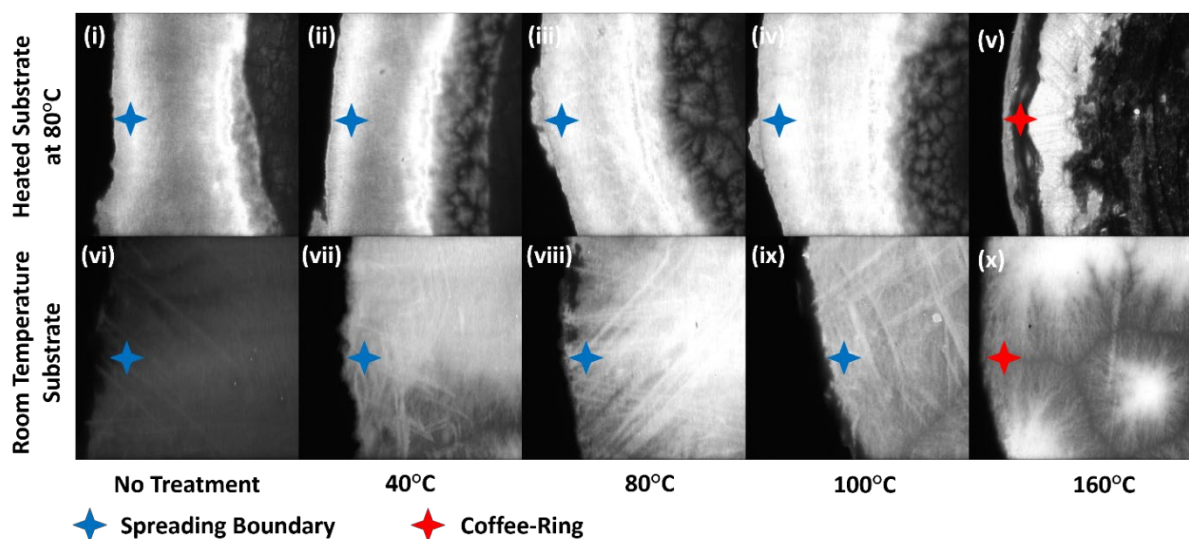 Heated Substrate
at 80°C
(i)
(ii)
(iii)
(iv)
(v)
Room Temperature
Substrate
(vi)
(vii)
(viii)
(ix)
(x)
No Treatment
40°C
80°C
100°C
160°C
Spreading Boundary
Coffee-Ring